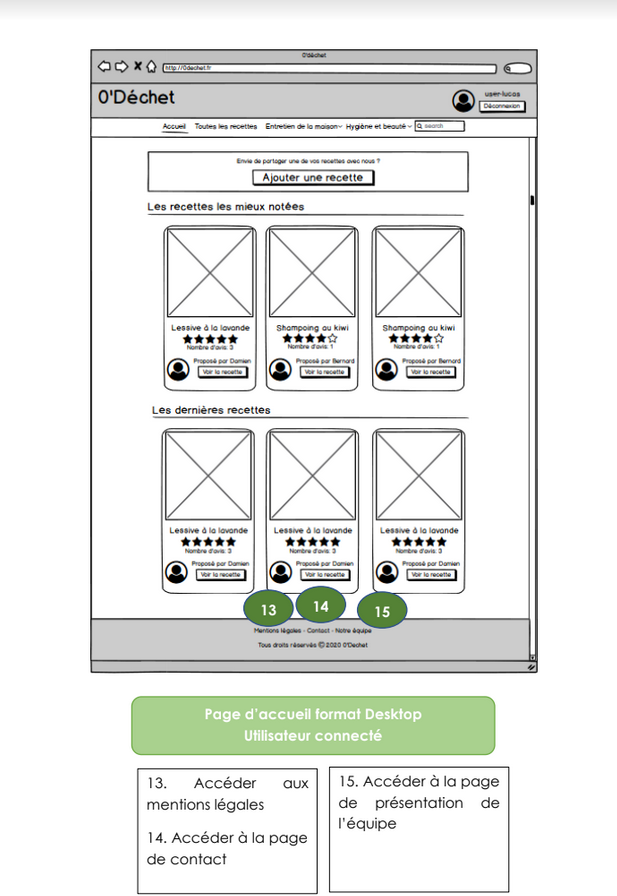 0'déchet
http://0dechet.fr
0'Déchet
user-lucas
Déconnexion
Accueil Toutes les recettes Entretien de la maison Hygiène et beauté search
Envie de partager une de vos recettes avec nous ?
Ajouter une recette
Les recettes les mieux notées
Lessive à la lavande Shampoing au kiwi Shampoing au kiwi
Nombre d'avis: 3 Nombre d'avis: 1 Nombre d'avis: 1
Proposé par Damien Proposé par Bernard Proposé par Bernard
Voir la recette Voir la recette Voir la recette
Les dernières recettes
Lessive à la lavande Lessive à la lavande Lessive à la lavande
Nombre d'avis: 3 Nombre d'avis: 3 Nombre d'avis: 3
Proposé par Damien Proposé par Damien Proposé par Damien
Voir la recette Voir la recette Voir la recette
13 14 15
Mentions légales - Contact - Notre équipe
Tous droits réservés ©2020 0'Dechet
Page d'accueil format Desktop
Utilisateur connecté
13. Accéder aux
mentions légales
14. Accéder à la page
de contact
15. Accéder à la page
de présentation de
l'équipe